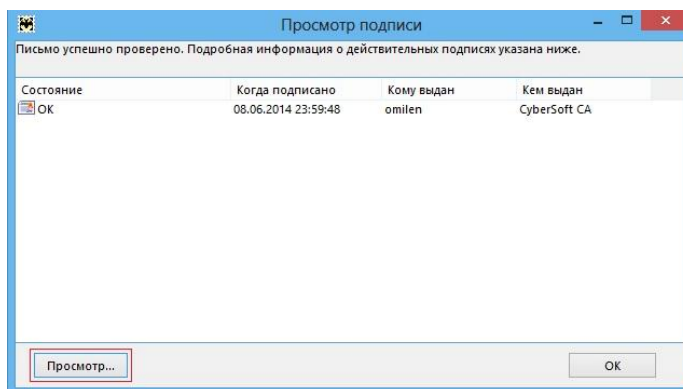 Просмотр подписи
Письмо успешно проверено. Подробная информация о действительных подписях указана ниже.
Состояние Когда подписано Кому выдан Кем выдан
OK 08.06.2014 23:59:48 omilen CyberSoft CA
Просмотр... OK